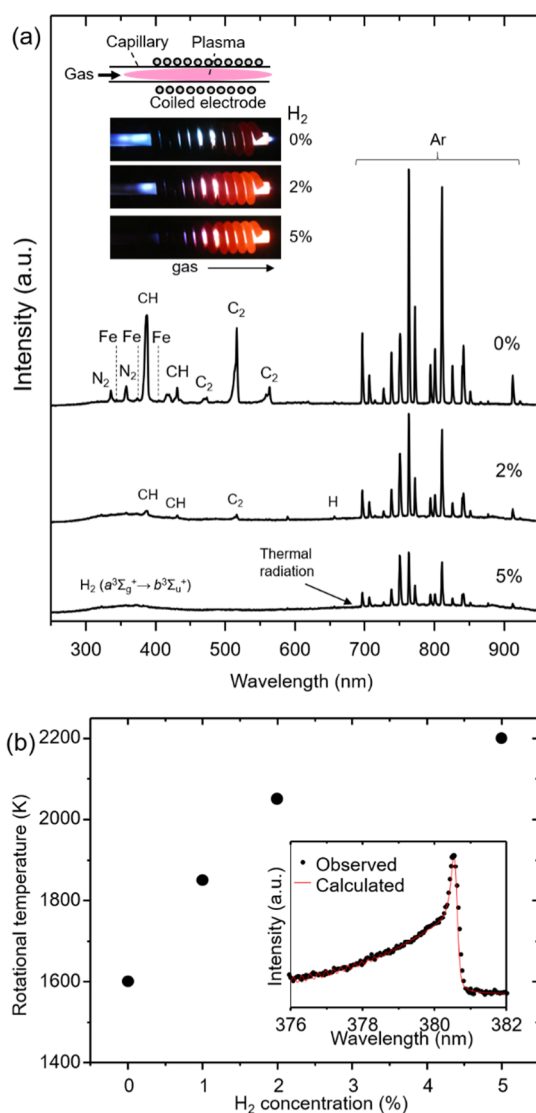 (a)
Capillary Plasma
Gas
Coiled electrode
H₂
0%
2%
5%
gas
Ar
Intensity (a.u.)
CH
Fe Fe Fe
N₂ N₂
CH
C₂
C₂
C₂
0%
CH
CH
C₂
H
2%
Thermal
radiation
H₂ (a³Σg⁺→ b³Σu⁺)
5%
300 400 500 600 700 800 900
Wavelength (nm)
(b)
Rotational temperature (K)
2200
2000
1800
1600
1400
Observed
Calculated
Intensity (a.u.)
376 378 380 382
Wavelength (nm)
0 1 2 3 4 5
H₂ concentration (%)